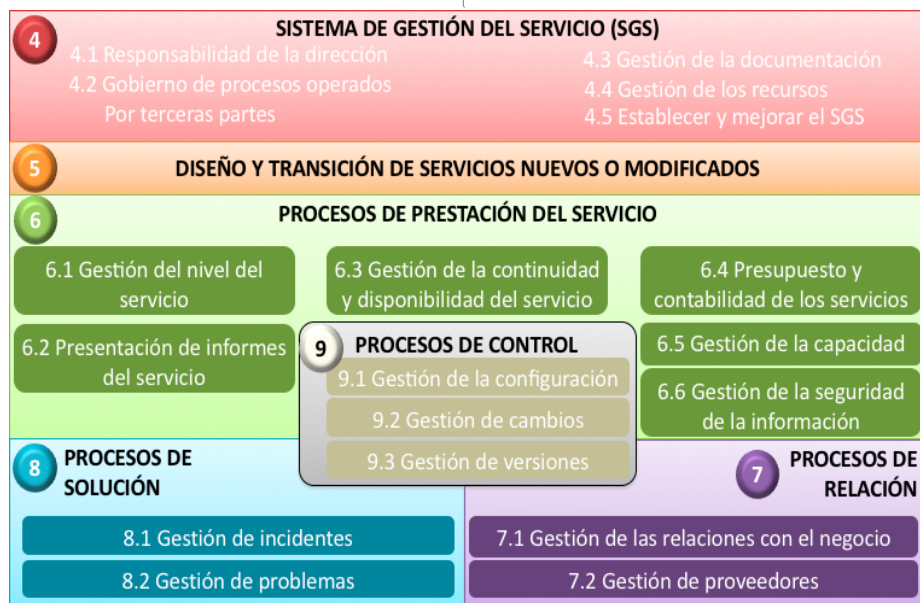 4
SISTEMA DE GESTIÓN DEL SERVICIO (SGS)
4.1 Responsabilidad de la dirección
4.2 Gobierno de procesos operados
Por terceras partes
4.3 Gestión de la documentación
4.4 Gestión de los recursos
4.5 Establecer y mejorar el SGS
5
DISEÑO Y TRANSICIÓN DE SERVICIOS NUEVOS O MODIFICADOS
6
PROCESOS DE PRESTACIÓN DEL SERVICIO
6.1 Gestión del nivel del
servicio
6.2 Presentación de informes
del servicio
6.3 Gestión de la continuidad
y disponibilidad del servicio
6.4 Presupuesto y
contabilidad de los servicios
6.5 Gestión de la capacidad
6.6 Gestión de la seguridad
de la información
9
PROCESOS DE CONTROL
9.1 Gestión de la configuración
9.2 Gestión de cambios
9.3 Gestión de versiones
8
PROCESOS DE
SOLUCIÓN
8.1 Gestión de incidentes
8.2 Gestión de problemas
7
PROCESOS DE
RELACIÓN
7.1 Gestión de las relaciones con el negocio
7.2 Gestión de proveedores